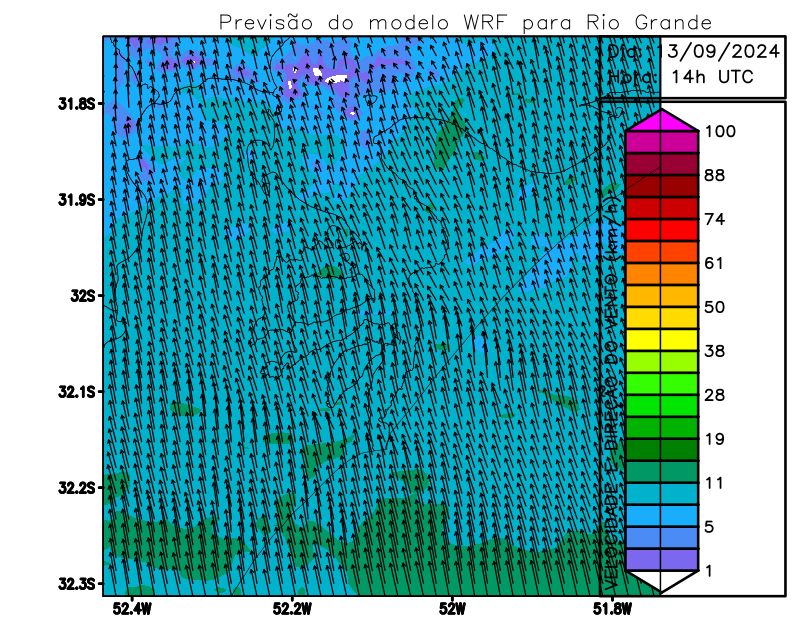 Previsão do modelo WRF para Rio Grande
Dia: 13/09/2024
Hora: 14h UTC
31.8S
31.9S
32S
32.1S
32.2S
32.3S
52.4W
52.2W
52W
51.8W
VELOCIDADE E DIREÇÃO DO VENTO (km/h)
100
88
74
61
50
38
28
19
11
5
1